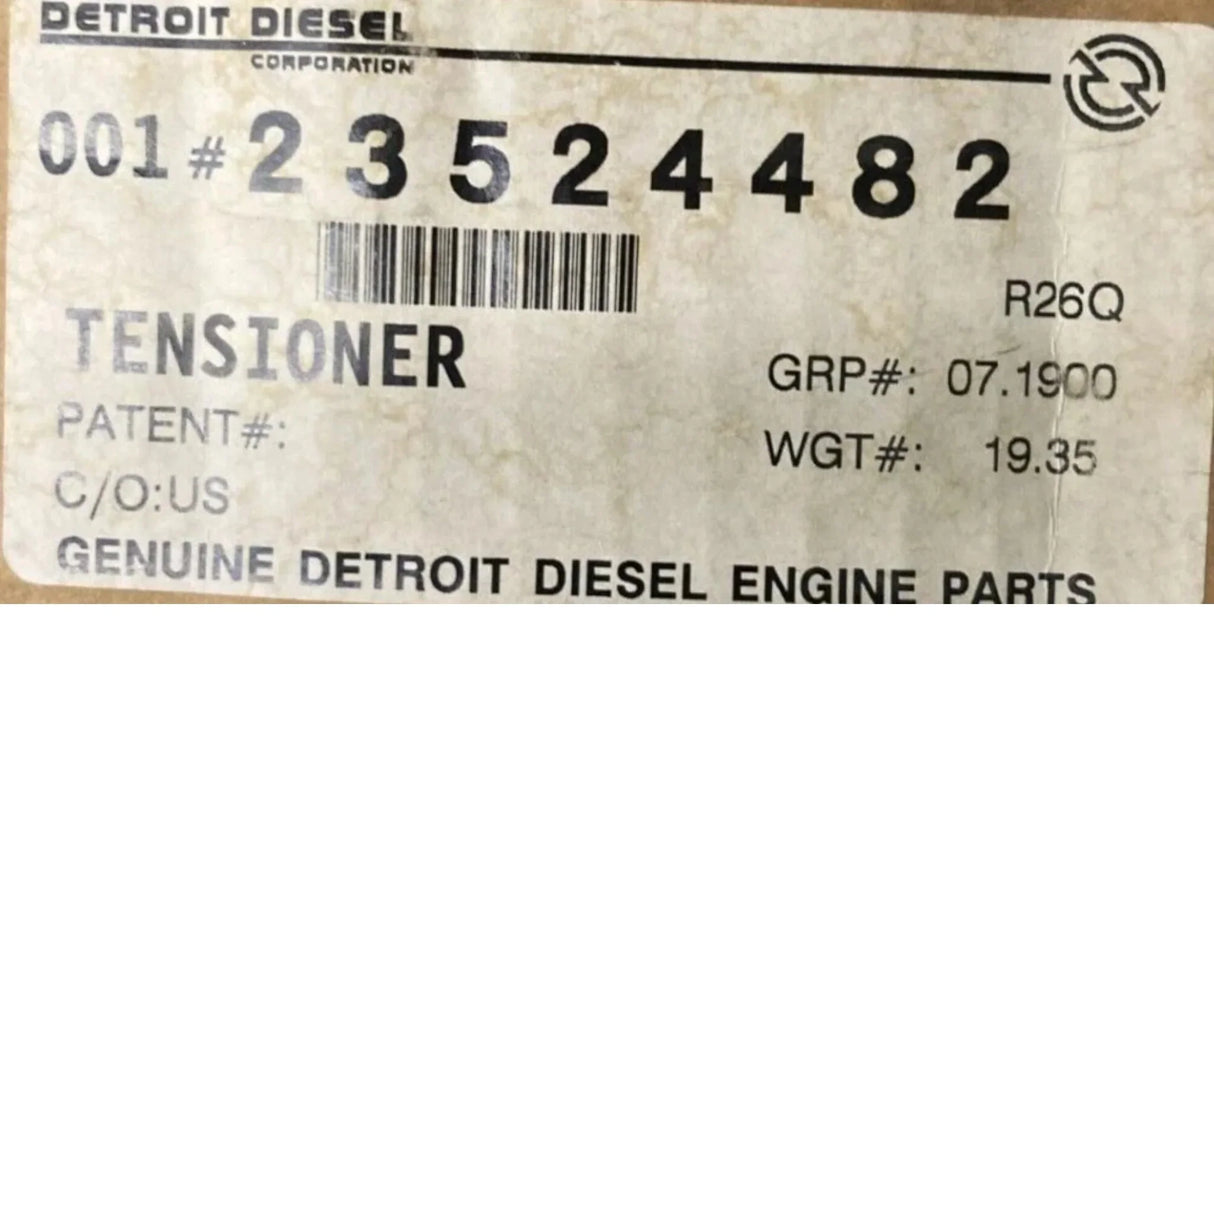 DETROIT DIESEL
CORPORATION
001 # 23524482
R26Q
TENSIONER
GRP#: 07.1900
PATENT#:
WGT#: 19.35
C/O:US
GENUINE DETROIT DIESEL ENGINE PARTS